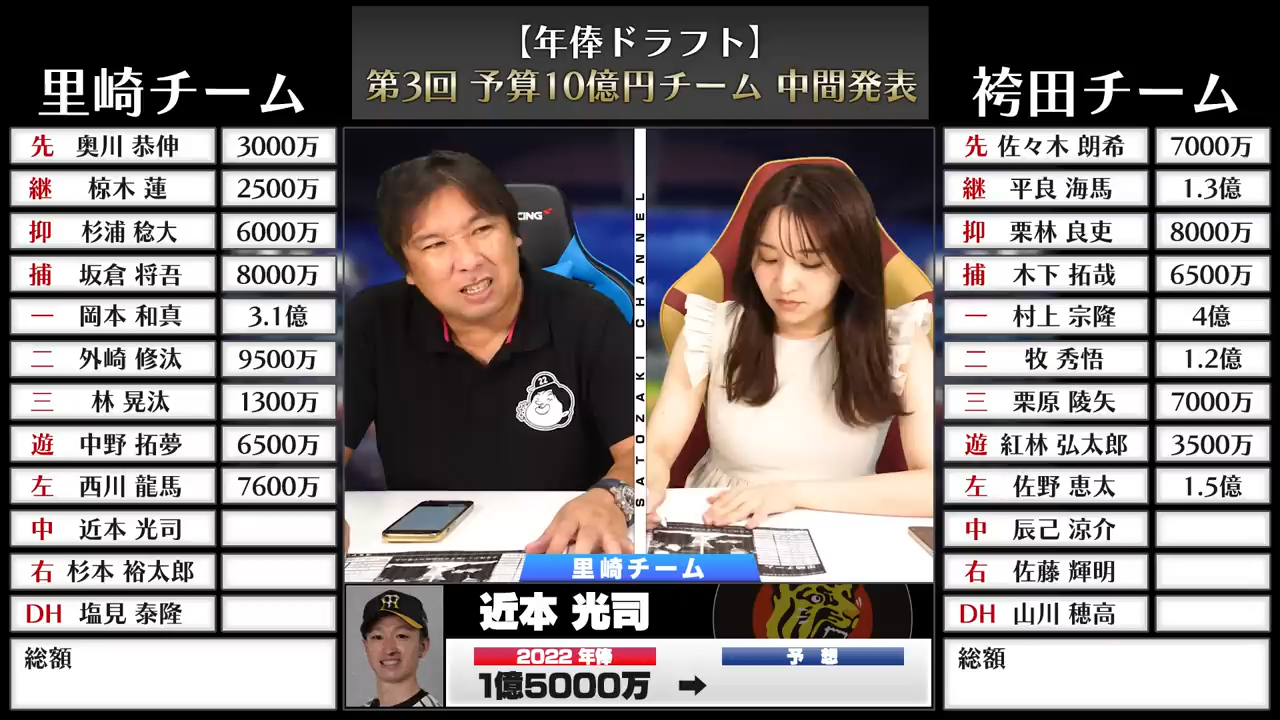 【年俸ドラフト】
第3回 予算10億円チーム 中間発表
里崎チーム
先 奥川 恭伸 3000万
継 椋木 蓮 2500万
抑 杉浦 稔大 6000万
捕 坂倉 将吾 8000万
一 岡本 和真 3.1億
二 外崎 修汰 9500万
三 林 晃汰 1300万
遊 中野 拓夢 6500万
左 西川 龍馬 7600万
中 近本 光司
右 杉本 裕太郎
DH 塩見 泰隆
総額
袴田チーム
先 佐々木 朗希 7000万
継 平良 海馬 1.3億
抑 栗林 良吏 8000万
捕 木下 拓哉 6500万
一 村上 宗隆 4億
二 牧 秀悟 1.2億
三 栗原 陵矢 7000万
遊 紅林 弘太郎 3500万
左 佐野 恵太 1.5億
中 辰己 涼介
右 佐藤 輝明
DH 山川 穂高
総額
SATOZAKI CHANNEL
22
里崎チーム
近本 光司
2022 年俸
予想
1億5000万 ➡